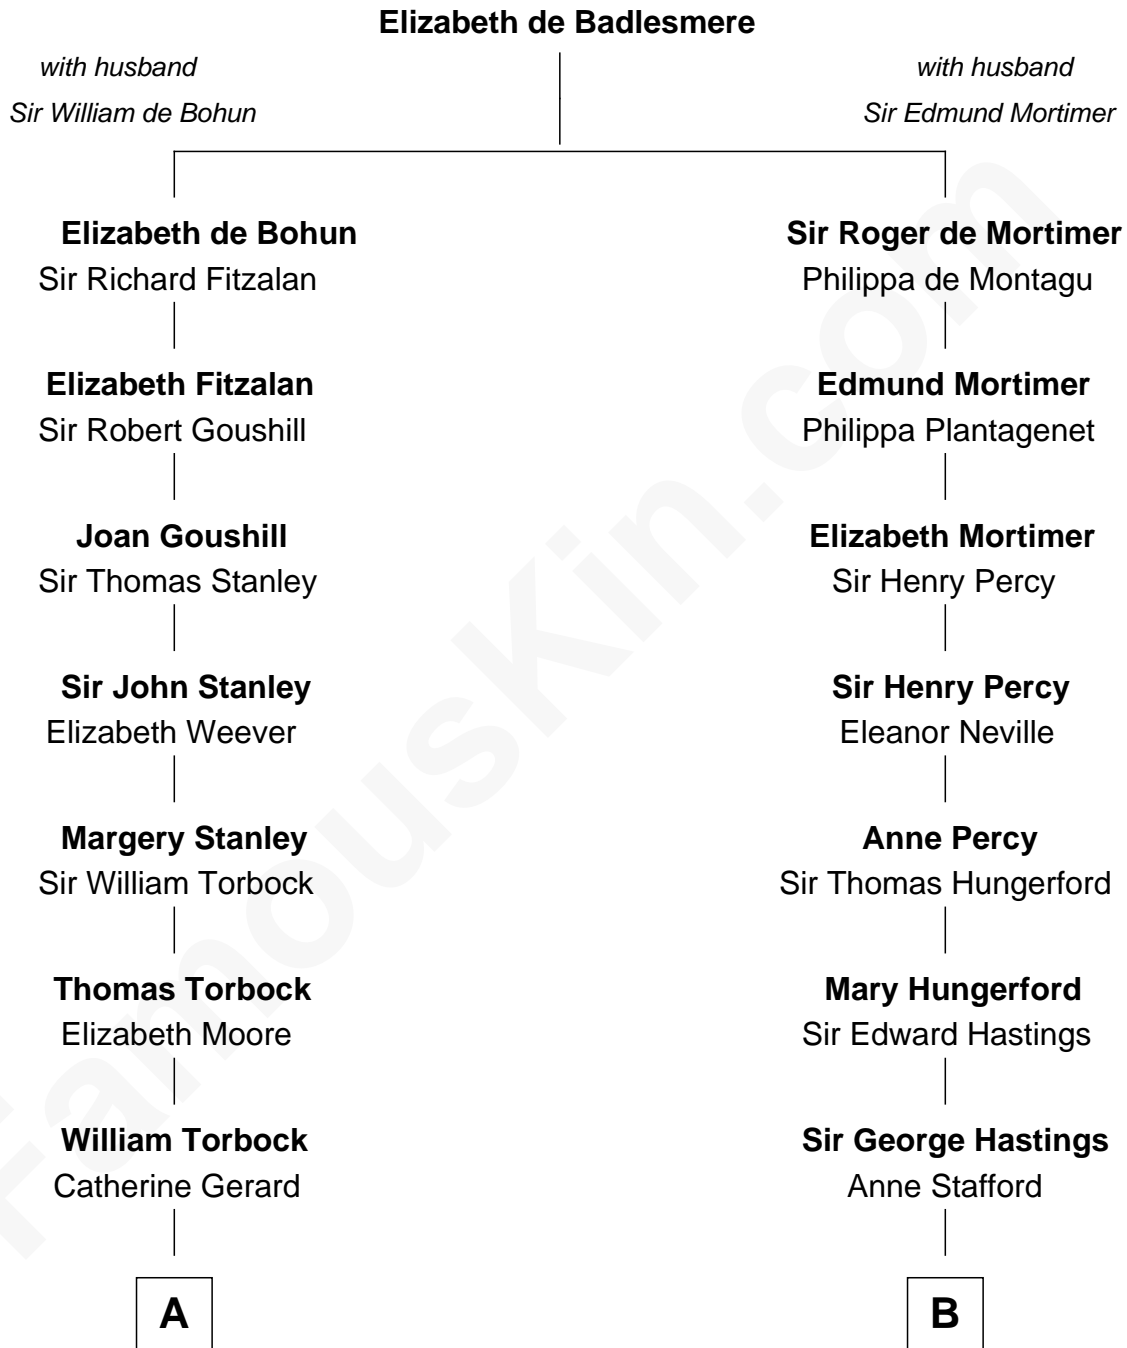 Elizabeth de Badlesmere
with husband
Sir William de Bohun
with husband
Sir Edmund Mortimer
Elizabeth de Bohun
Sir Richard Fitzalan
Sir Roger de Mortimer
Philippa de Montagu
Elizabeth Fitzalan
Sir Robert Goushill
Edmund Mortimer
Philippa Plantagenet
Joan Goushill
Sir Thomas Stanley
Elizabeth Mortimer
Sir Henry Percy
Sir John Stanley
Elizabeth Weever
Sir Henry Percy
Eleanor Neville
Margery Stanley
Sir William Torbock
Anne Percy
Sir Thomas Hungerford
Thomas Torbock
Elizabeth Moore
Mary Hungerford
Sir Edward Hastings
William Torbock
Catherine Gerard
Sir George Hastings
Anne Stafford
A
B
FamousKin.com